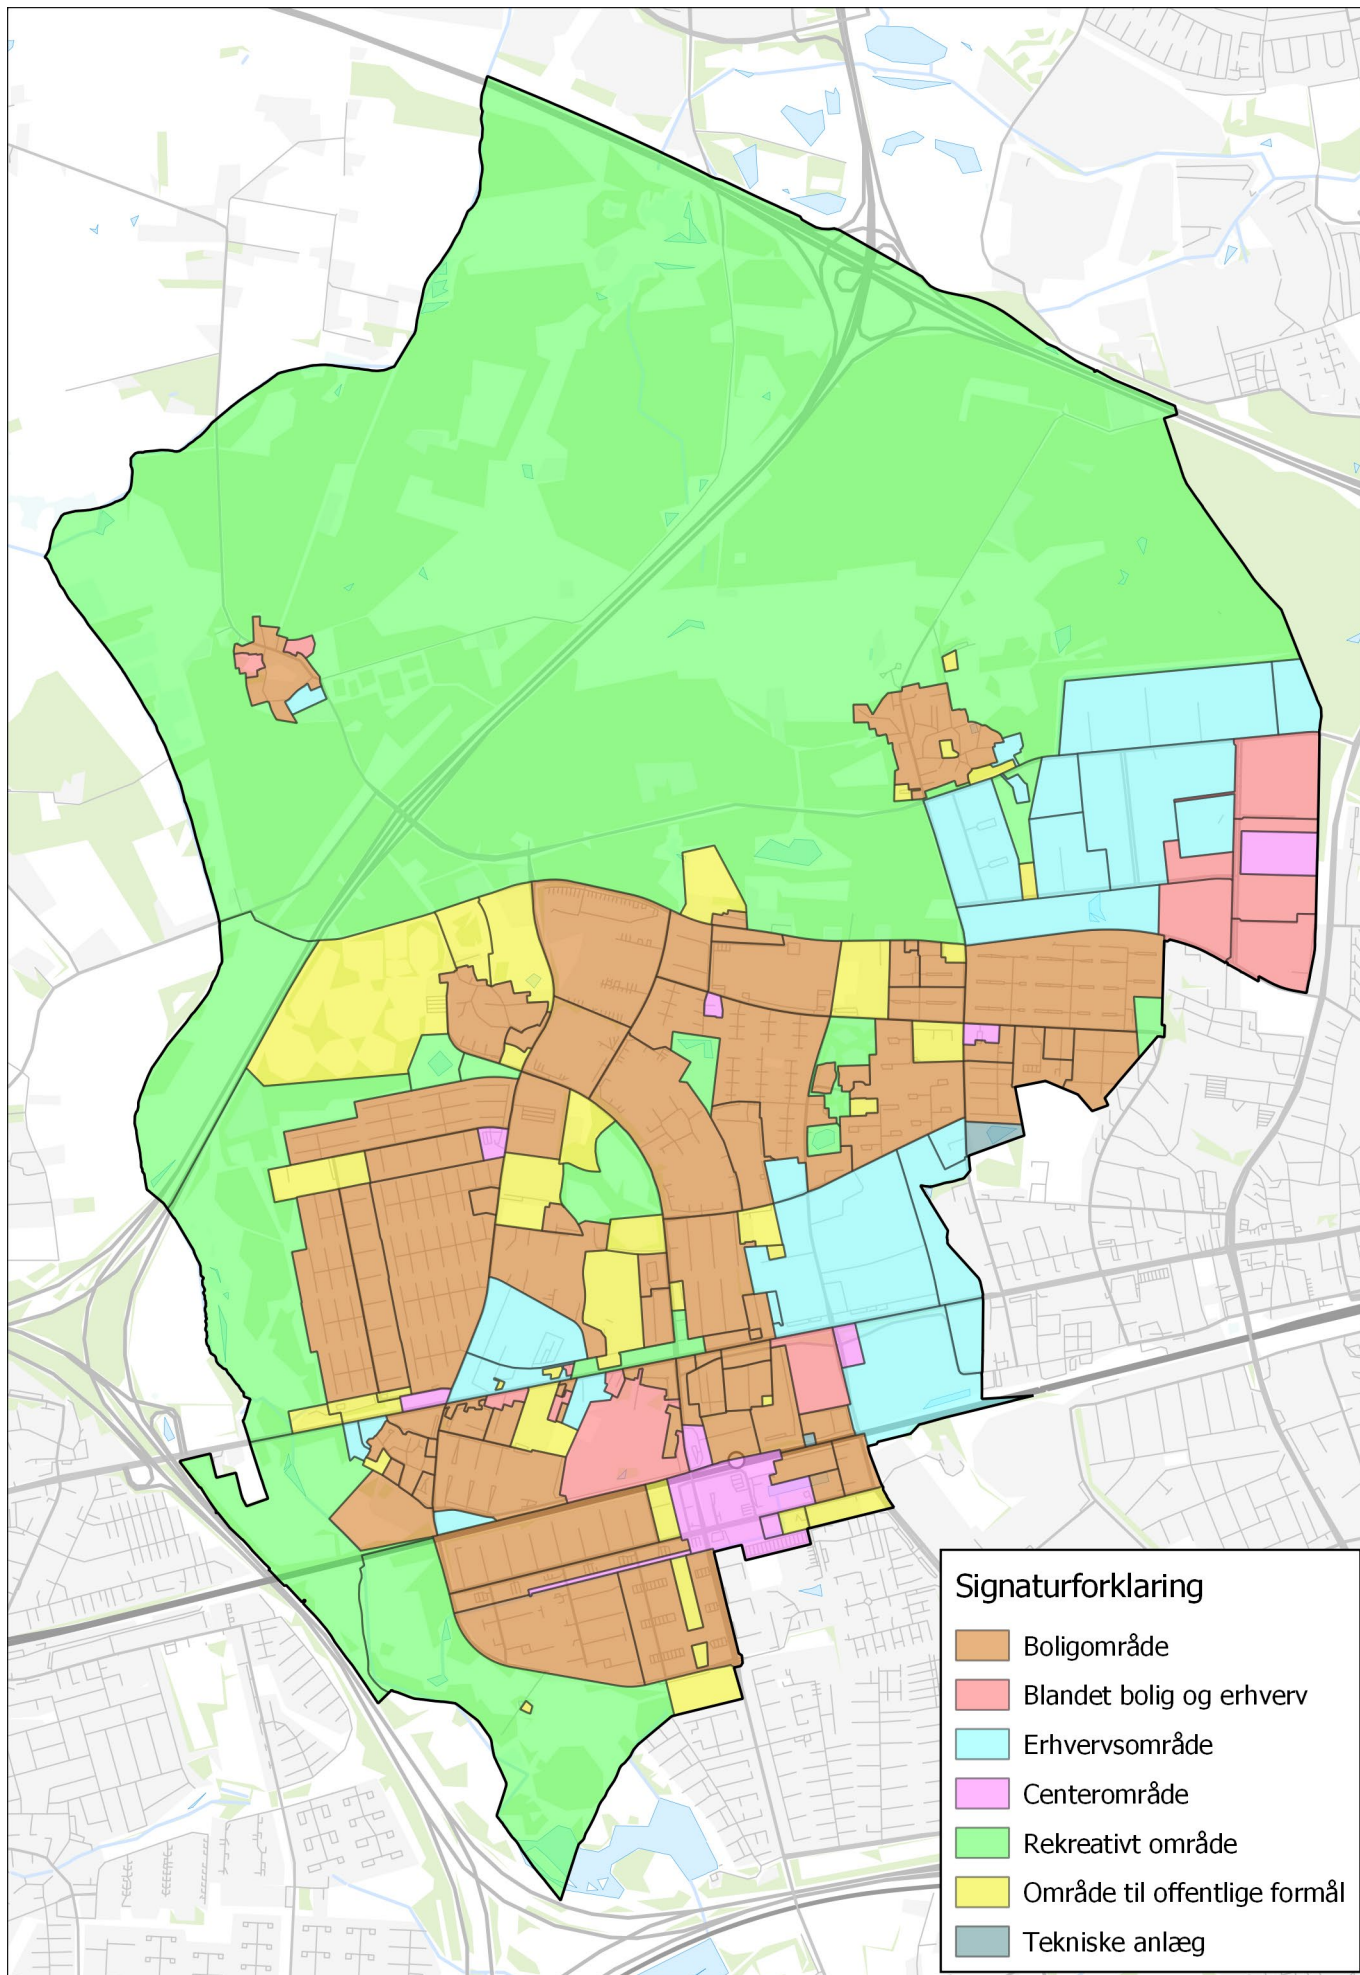 Signaturforklaring
Boligområde
Blandet bolig og erhverv
Erhvervsområde
Centerområde
Rekreativt område
Område til offentlige formål
Tekniske anlæg